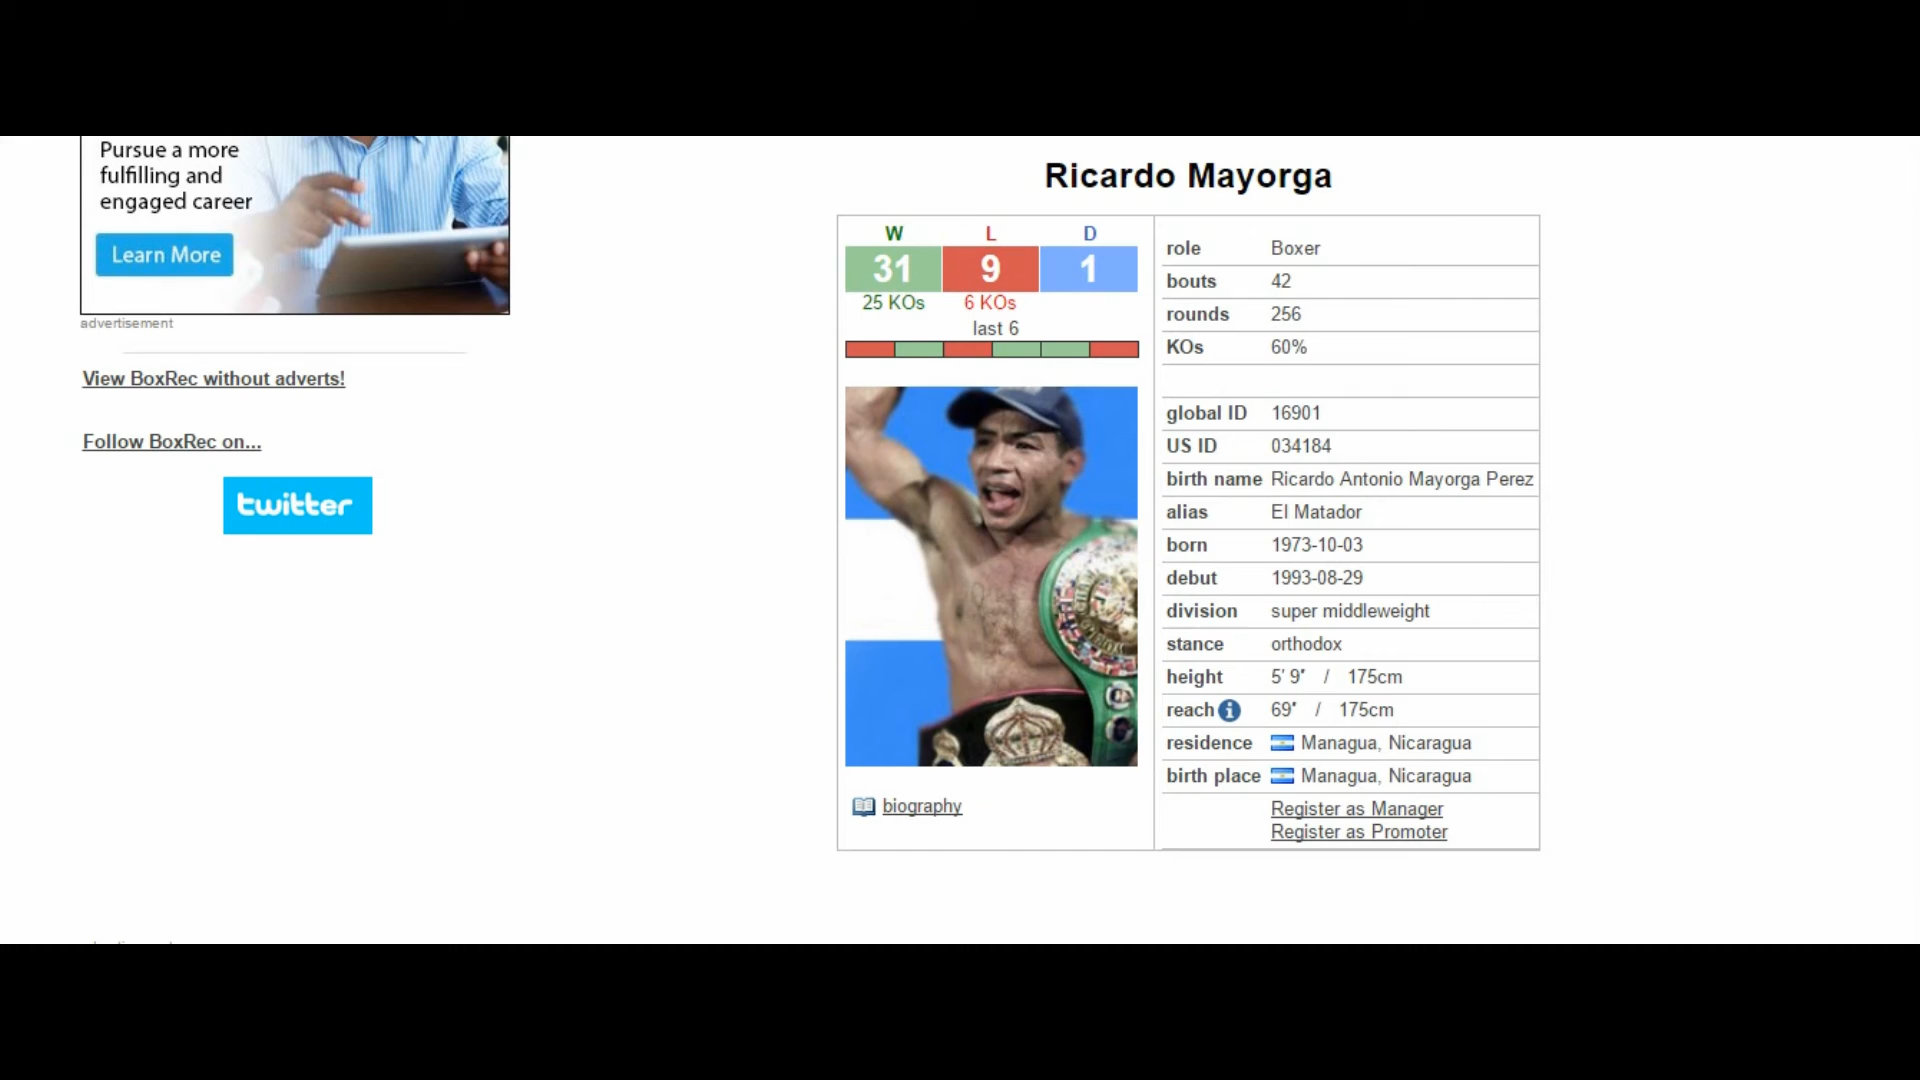 Pursue a more
fulfilling and
engaged career
Learn More
advertisement
View BoxRec without adverts!
Follow BoxRec on...
twitter
Ricardo Mayorga
W L D
31 9 1
25 KOs 6 KOs
last 6
biography
role Boxer
bouts 42
rounds 256
KOs 60%
global ID 16901
US ID 034184
birth name Ricardo Antonio Mayorga Perez
alias El Matador
born 1973-10-03
debut 1993-08-29
division super middleweight
stance orthodox
height 5′ 9″ / 175cm
reach 69″ / 175cm
residence Managua, Nicaragua
birth place Managua, Nicaragua
Register as Manager
Register as Promoter